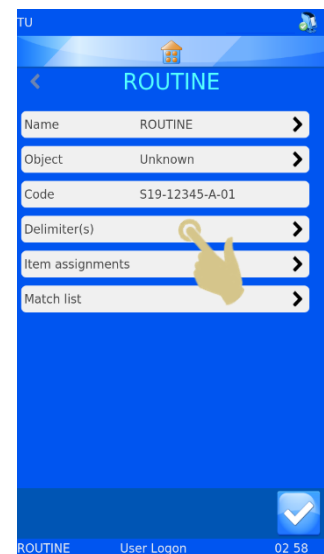 TU
ROUTINE
Name ROUTINE
Object Unknown
Code S19-12345-A-01
Delimiter(s)
Item assignments
Match list
ROUTINE User Logon 02 58